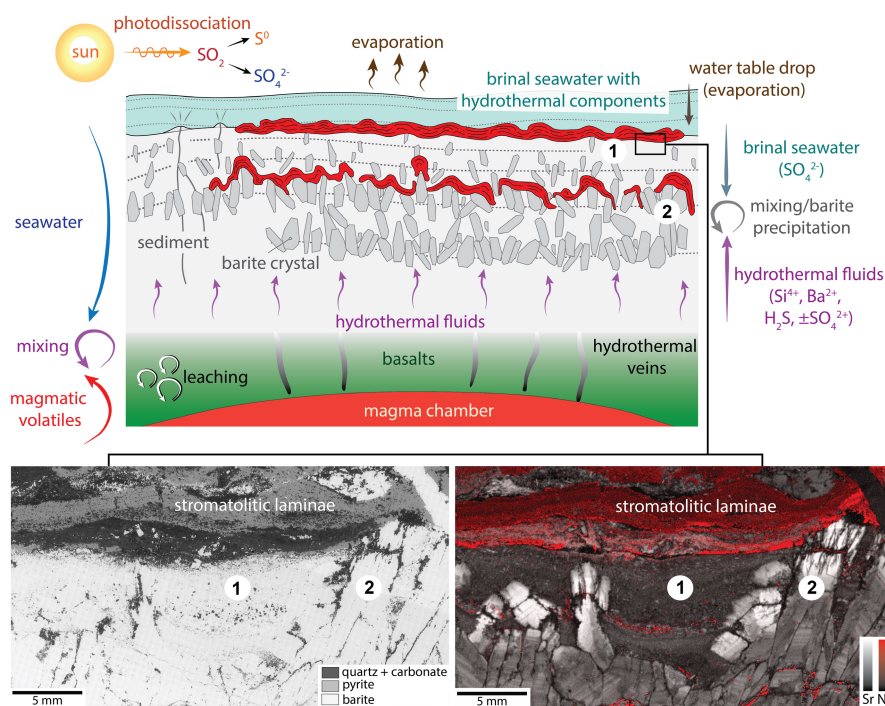 photodissociation
sun
SO2
S0
SO42-
evaporation
brinal seawater with
hydrothermal components
water table drop
(evaporation)
1
brinal seawater
(SO42-)
2
mixing/barite
precipitation
seawater
sediment
barite crystal
hydrothermal fluids
(Si4+, Ba2+,
H2S, ±SO42+)
hydrothermal fluids
mixing
leaching
basalts
hydrothermal
veins
magmatic
volatiles
magma chamber
stromatolitic laminae
1
2
quartz + carbonate
pyrite
barite
5 mm
stromatolitic laminae
1
2
5 mm
Sr N